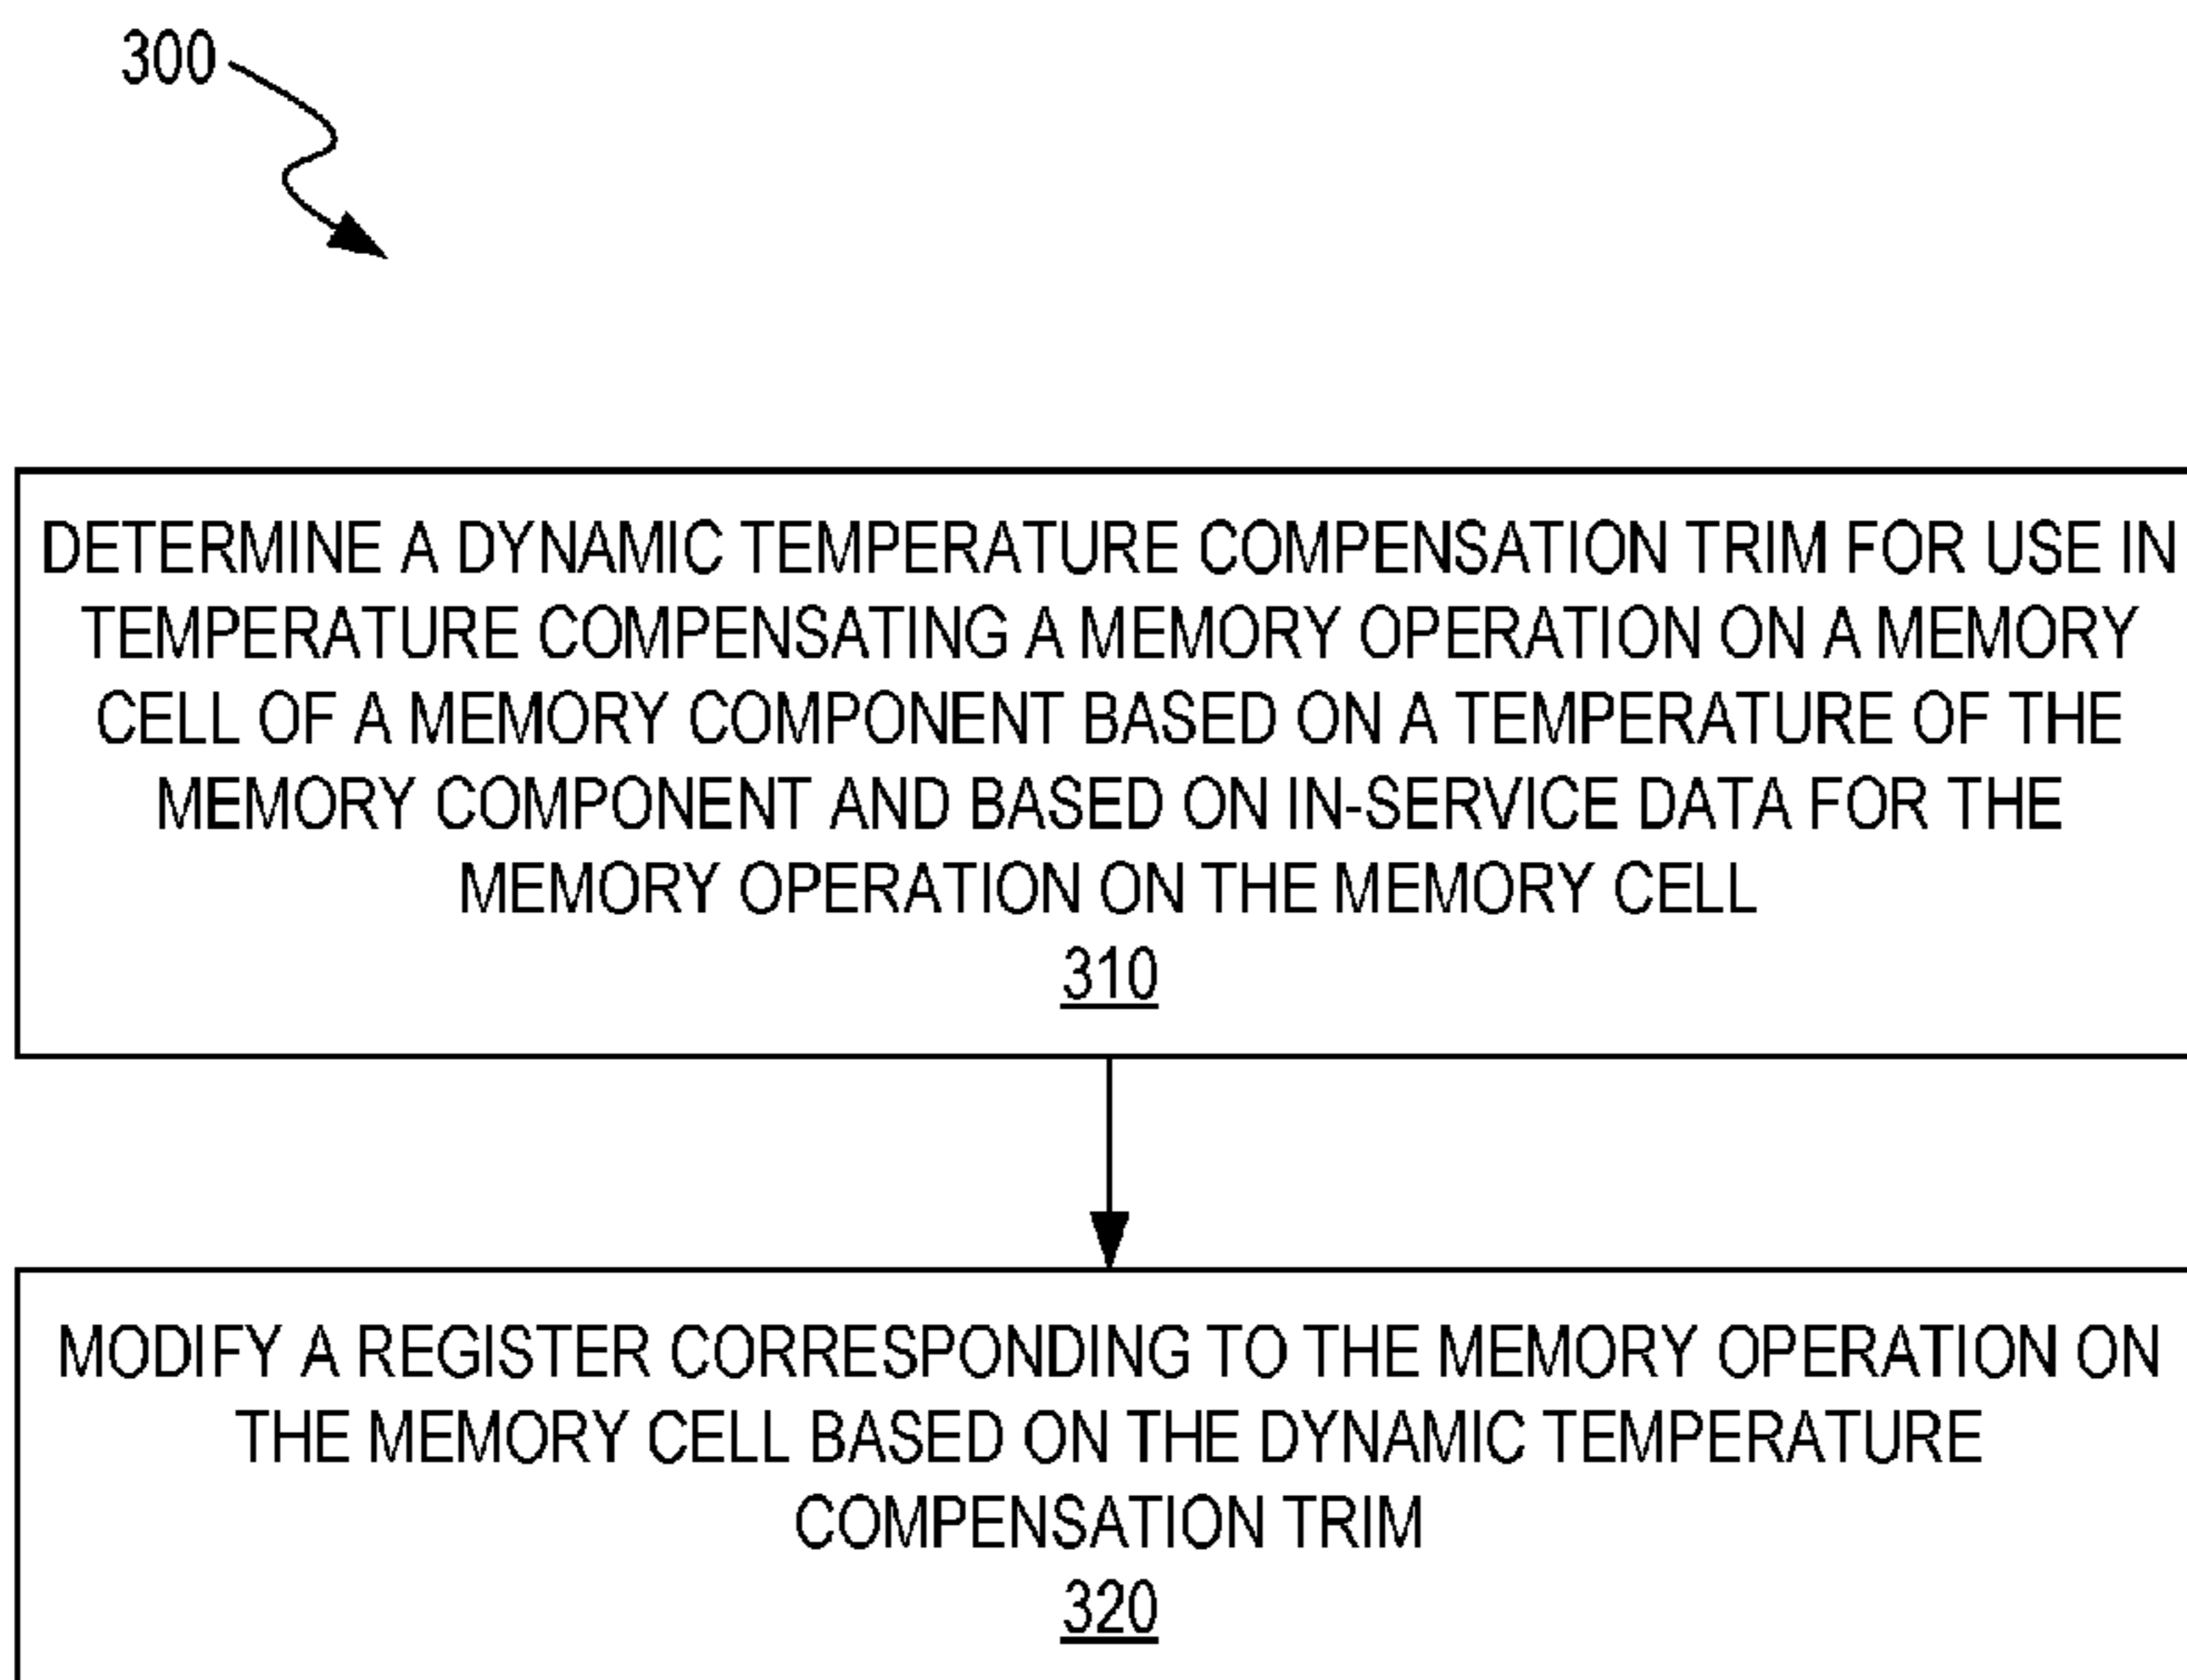 300
DETERMINE A DYNAMIC TEMPERATURE COMPENSATION TRIM FOR USE IN
TEMPERATURE COMPENSATING A MEMORY OPERATION ON A MEMORY
CELL OF A MEMORY COMPONENT BASED ON A TEMPERATURE OF THE
MEMORY COMPONENT AND BASED ON IN-SERVICE DATA FOR THE
MEMORY OPERATION ON THE MEMORY CELL
310
MODIFY A REGISTER CORRESPONDING TO THE MEMORY OPERATION ON
THE MEMORY CELL BASED ON THE DYNAMIC TEMPERATURE
COMPENSATION TRIM
320